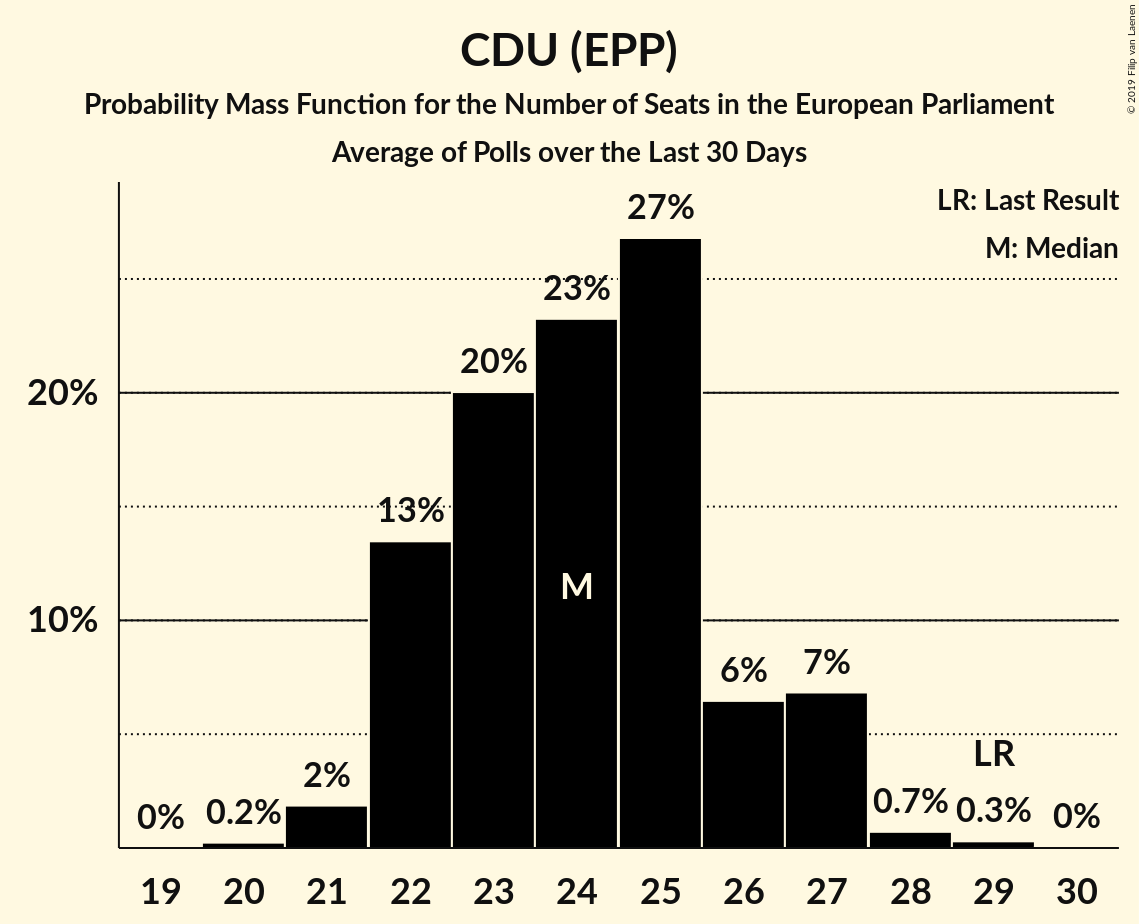 CDU (EPP)
Probability Mass Function for the Number of Seats in the European Parliament
Average of Polls over the Last 30 Days
© 2019 Filip van Laenen
LR: Last Result
M: Median
27%
23%
20%
20%
13%
M
10%
6%
7%
LR
2%
0%
0.2%
0.7%
0.3%
0%
19 20 21 22 23 24 25 26 27 28 29 30